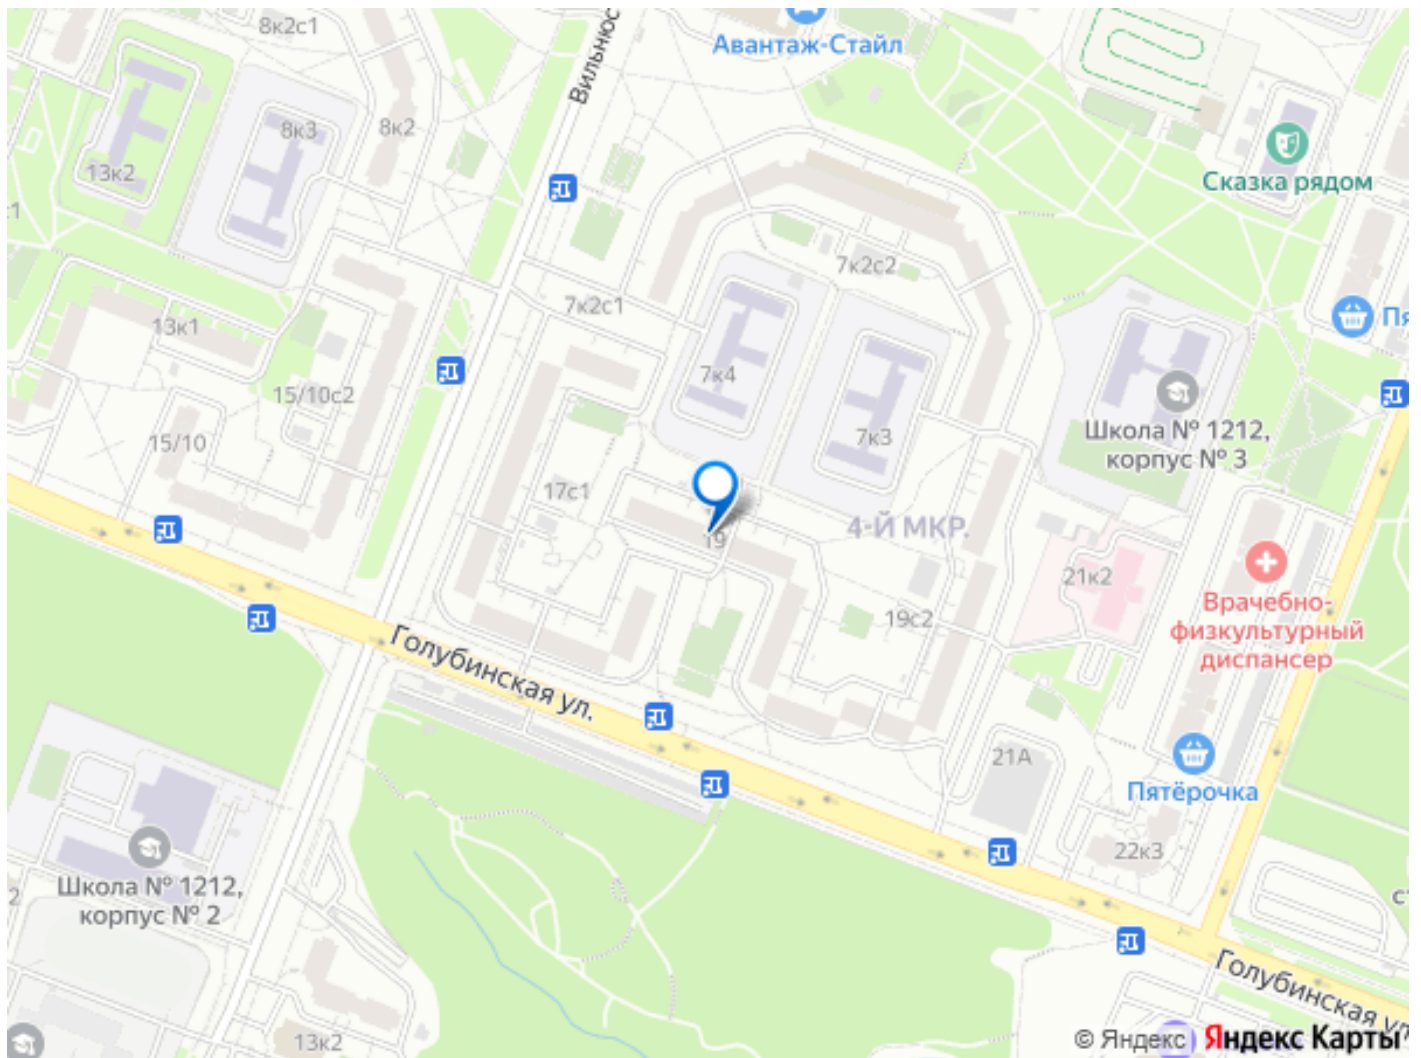 8к2с1
Авантаж-Стайл
Вильнюс
8к3
8к2
13к2
Сказка рядом
с1
7к2с2
7к2с1
13к1
7к4
15/10с2
15/10
7к3
Школа № 1212,
корпус № 3
17с1
4-Й МКР.
19
21к2
19с2
Врачебно-
физкультурный
диспансер
Голубинская ул.
21А
Пятёрочка
22к3
Школа № 1212,
корпус № 2
2
Голубинская ул
13к2
© Яндекс Яндекс Карты